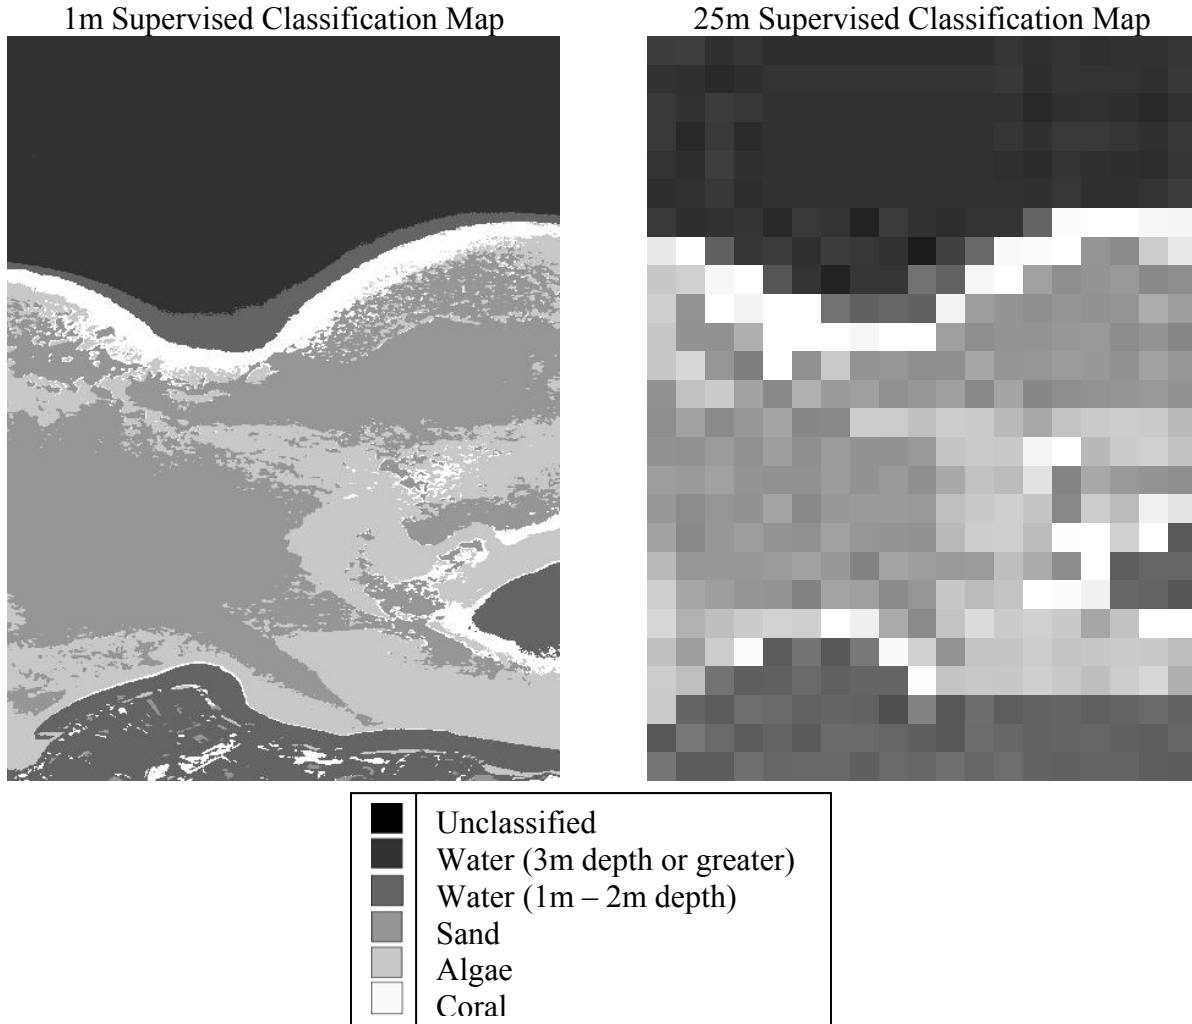 1m Supervised Classification Map
25m Supervised Classification Map
Unclassified
Water (3m depth or greater)
Water (1m – 2m depth)
Sand
Algae
Coral